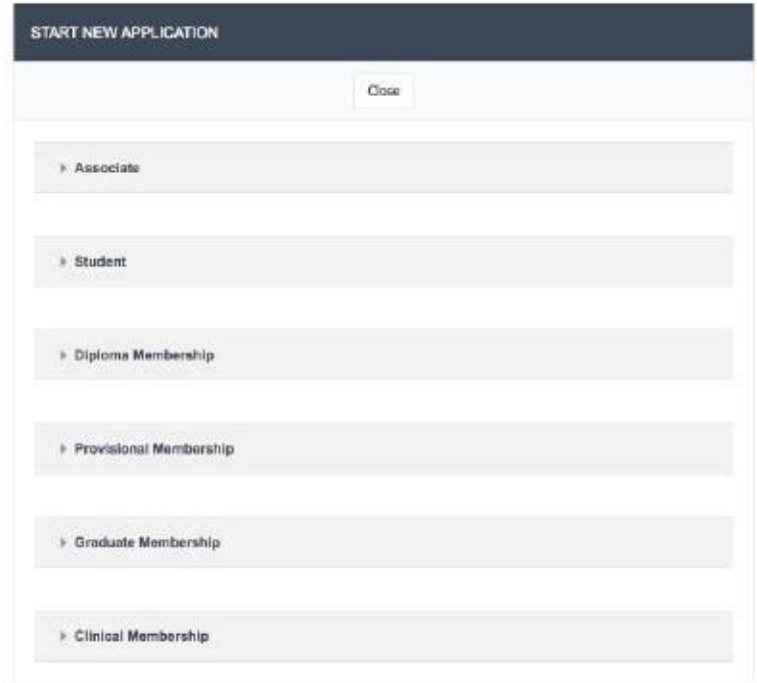 START NEW APPLICATION
Close
Associate
Student
Diploma Membership
Provisional Membership
Graduate Membership
Clinical Membership